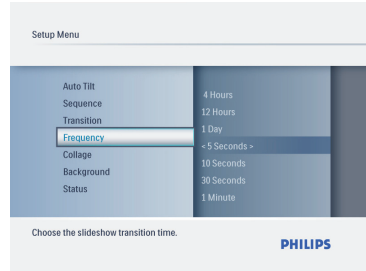 Setup Menu
Auto Tilt
Sequence
Transition
Frequency
Collage
Background
Status
4 Hours
12 Hours
1 Day
< 5 Seconds >
10 Seconds
30 Seconds
1 Minute
Choose the slideshow transition time.
PHILIPS